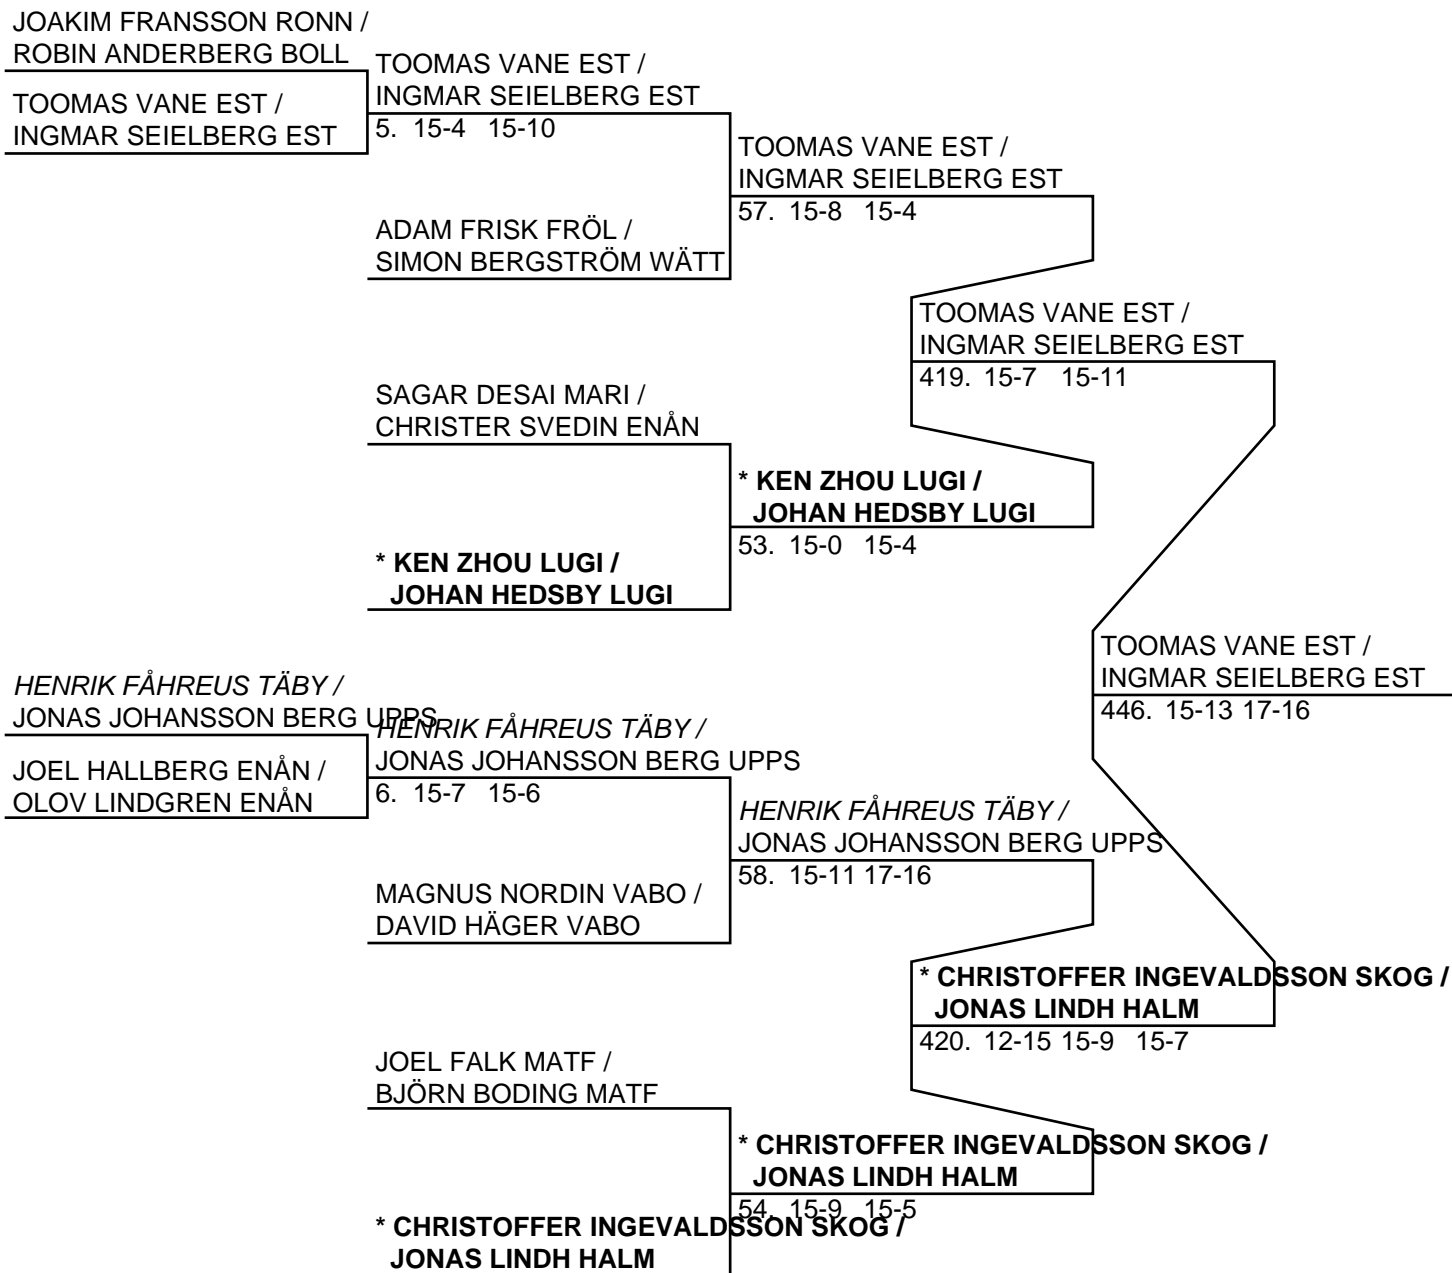 JOAKIM FRANSSON RONN /
ROBIN ANDERBERG BOLL
TOOMAS VANE EST /
INGMAR SEIELBERG EST
TOOMAS VANE EST /
INGMAR SEIELBERG EST
5. 15-4 15-10
ADAM FRISK FRÖL /
SIMON BERGSTRÖM WÄTT
TOOMAS VANE EST /
INGMAR SEIELBERG EST
57. 15-8 15-4
TOOMAS VANE EST /
INGMAR SEIELBERG EST
419. 15-7 15-11
SAGAR DESAI MARI /
CHRISTER SVEDIN ENÅN
* KEN ZHOU LUGI /
JOHAN HEDSBY LUGI
53. 15-0 15-4
* KEN ZHOU LUGI /
JOHAN HEDSBY LUGI
TOOMAS VANE EST /
INGMAR SEIELBERG EST
446. 15-13 17-16
HENRIK FÅHREUS TÄBY /
JONAS JOHANSSON BERG UPPS
JOEL HALLBERG ENÅN /
OLOV LINDGREN ENÅN
HENRIK FÅHREUS TÄBY /
JONAS JOHANSSON BERG UPPS
6. 15-7 15-6
HENRIK FÅHREUS TÄBY /
JONAS JOHANSSON BERG UPPS
58. 15-11 17-16
MAGNUS NORDIN VABO /
DAVID HÄGER VABO
* CHRISTOFFER INGEVALDSSON SKOG /
JONAS LINDH HALM
420. 12-15 15-9 15-7
JOEL FALK MATF /
BJÖRN BODING MATF
* CHRISTOFFER INGEVALDSSON SKOG /
JONAS LINDH HALM
54. 15-9 15-5
* CHRISTOFFER INGEVALDSSON SKOG /
JONAS LINDH HALM